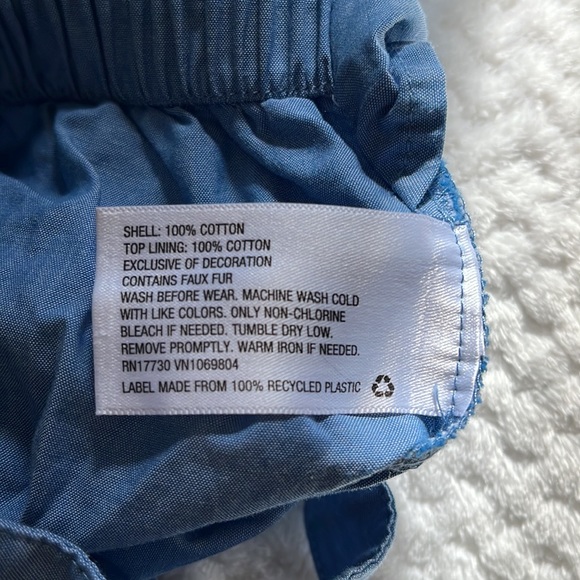 SHELL: 100% COTTON
TOP LINING: 100% COTTON
EXCLUSIVE OF DECORATION
CONTAINS FAUX FUR
WASH BEFORE WEAR. MACHINE WASH COLD
WITH LIKE COLORS. ONLY NON-CHLORINE
BLEACH IF NEEDED. TUMBLE DRY LOW.
REMOVE PROMPTLY. WARM IRON IF NEEDED.
RN17730 VN1069804
LABEL MADE FROM 100% RECYCLED PLASTIC